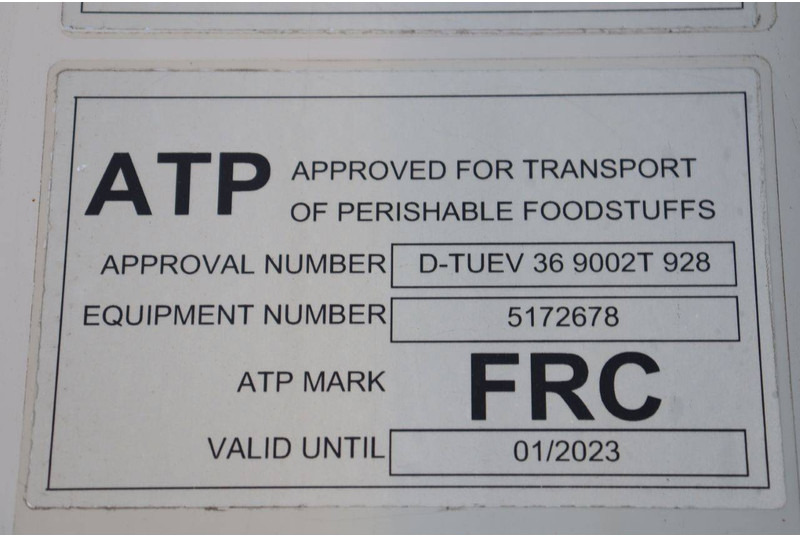 ATP APPROVED FOR TRANSPORT
OF PERISHABLE FOODSTUFFS
APPROVAL NUMBER D-TUEV 36 9002T 928
EQUIPMENT NUMBER 5172678
ATP MARK FRC
VALID UNTIL 01/2023